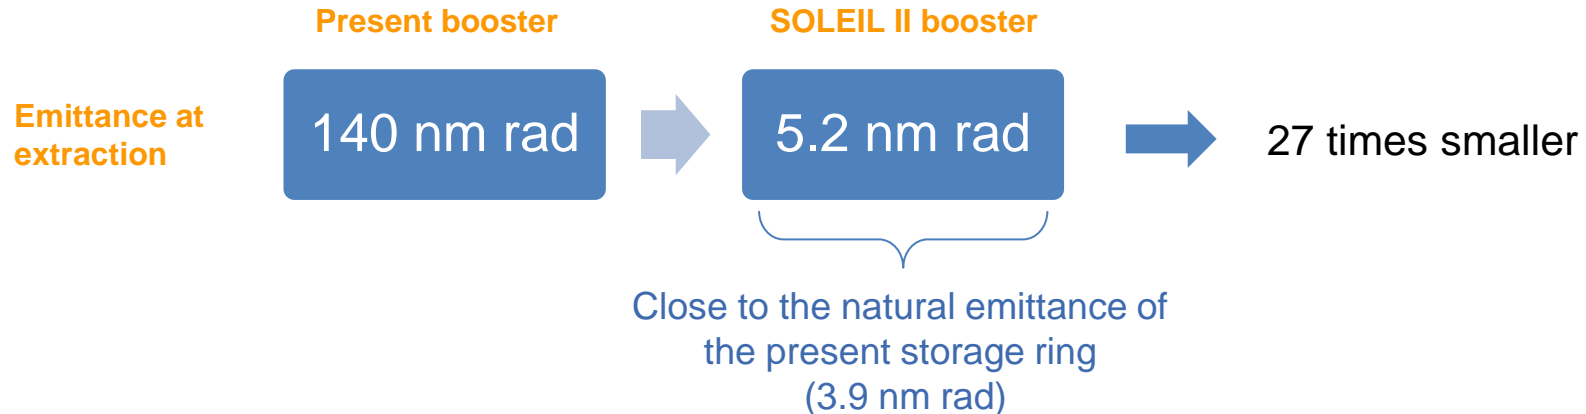 Present booster
SOLEIL II booster
Emittance at
extraction
140 nm rad
5.2 nm rad
27 times smaller
Close to the natural emittance of
the present storage ring
(3.9 nm rad)